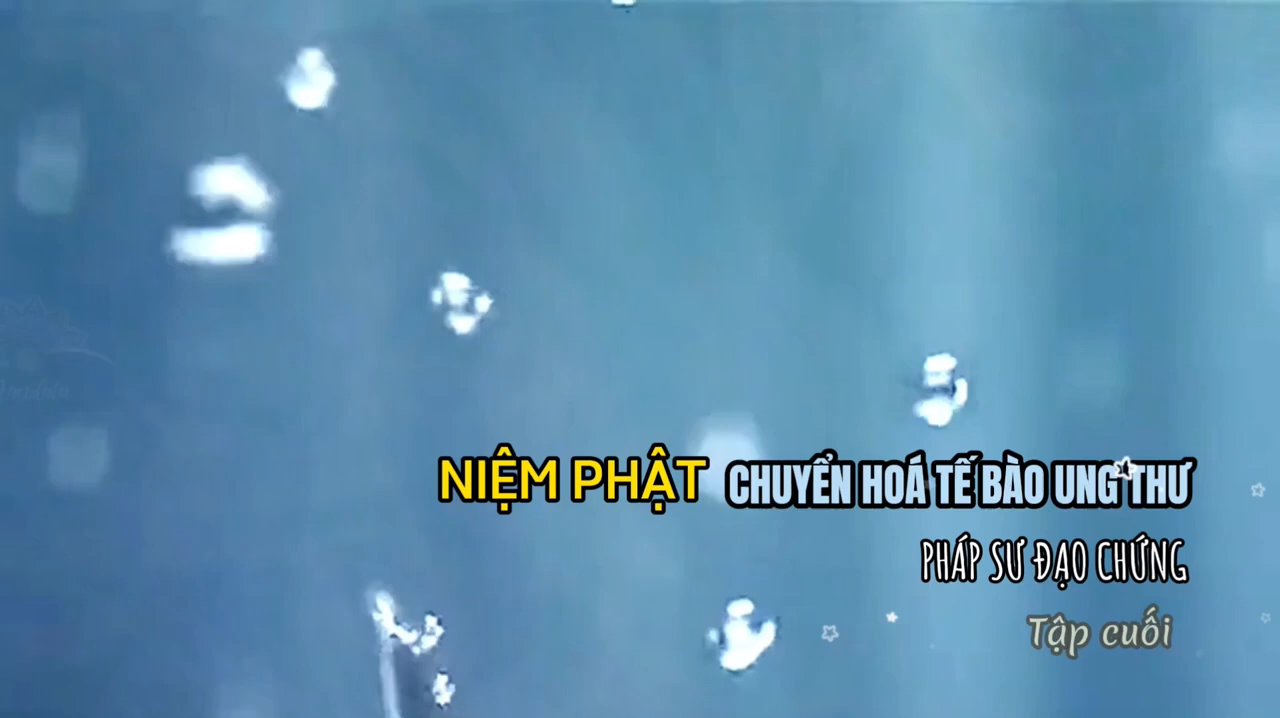 NIỆM PHẬT CHUYỂN HOÁ TẾ BÀO UNG THƯ
PHÁP SƯ ĐẠO CHỨNG
Tập cuối